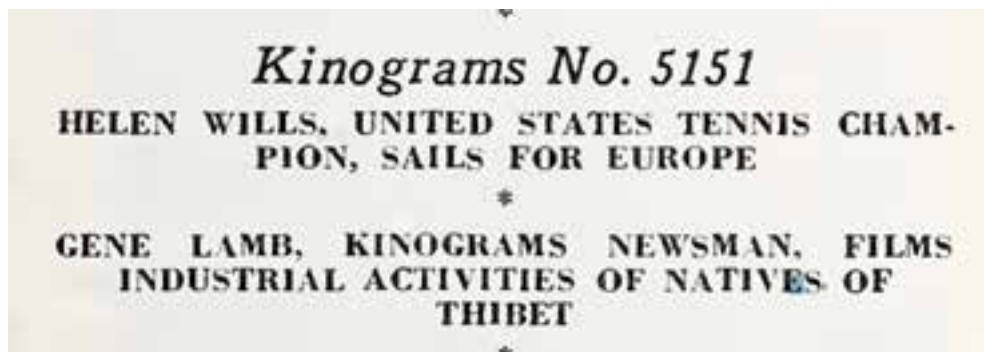 *
Kinograms No. 5151
HELEN WILLS, UNITED STATES TENNIS CHAM-
PION, SAILS FOR EUROPE
*
GENE LAMB, KINOGRAMS NEWSMAN, FILMS
INDUSTRIAL ACTIVITIES OF NATIVES OF
THIBET
*